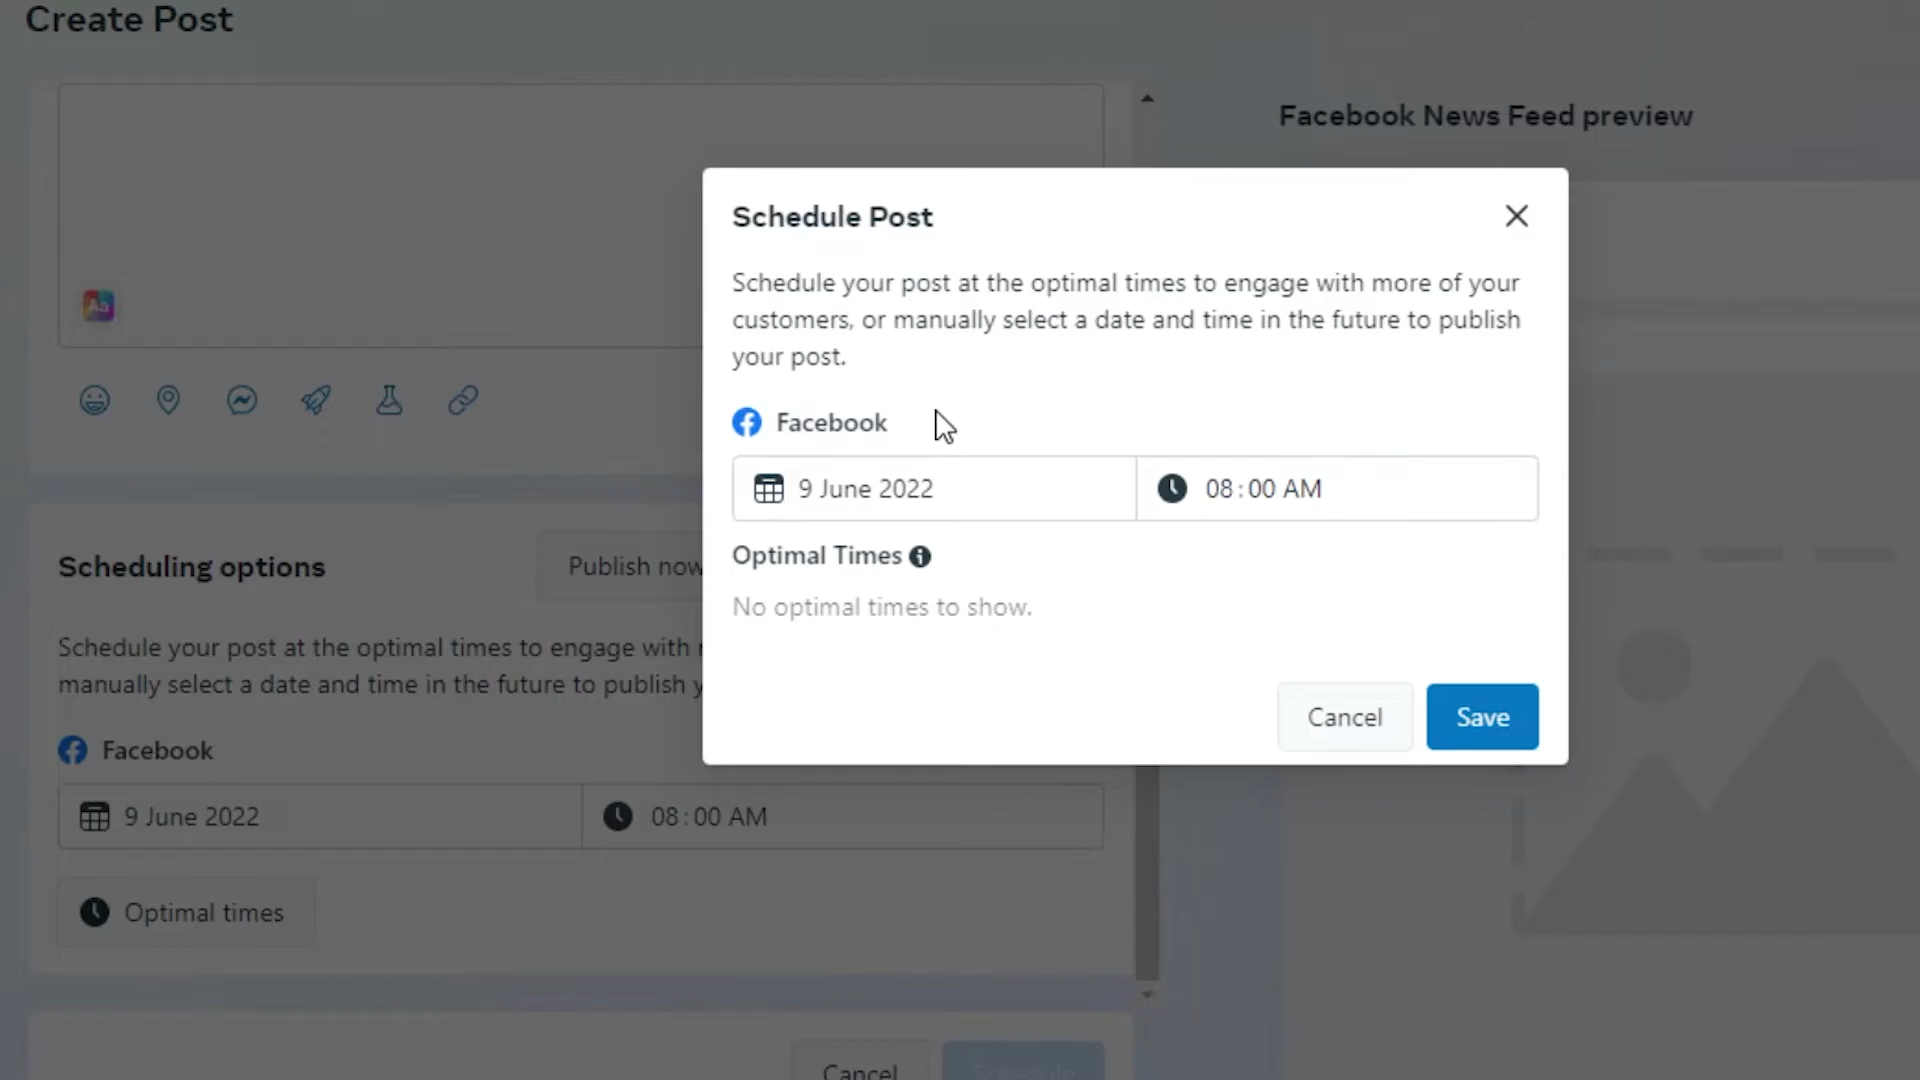 Create Post
Facebook News Feed preview
Aa
Schedule Post
Schedule your post at the optimal times to engage with more of your
customers, or manually select a date and time in the future to publish
your post.
Facebook
9 June 2022
08:00 AM
Optimal Times
No optimal times to show.
Cancel
Save
Scheduling options
Publish now
Schedule your post at the optimal times to engage with
manually select a date and time in the future to publish
Facebook
9 June 2022
08:00 AM
Optimal times
Cancel
Schedule